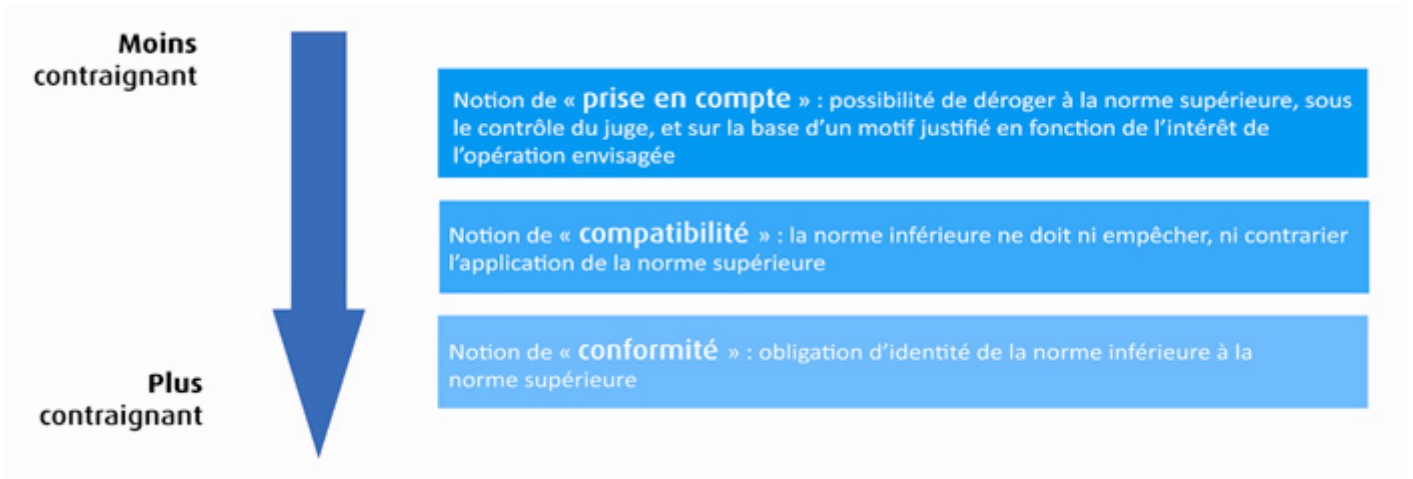 Moins
contraignant
Notion de « prise en compte » : possibilité de déroger à la norme supérieure, sous
le contrôle du juge, et sur la base d’un motif justifié en fonction de l’intérêt de
l’opération envisagée
Notion de « compatibilité » : la norme inférieure ne doit ni empêcher, ni contrarier
l’application de la norme supérieure
Notion de « conformité » : obligation d’identité de la norme inférieure à la
norme supérieure
Plus
contraignant